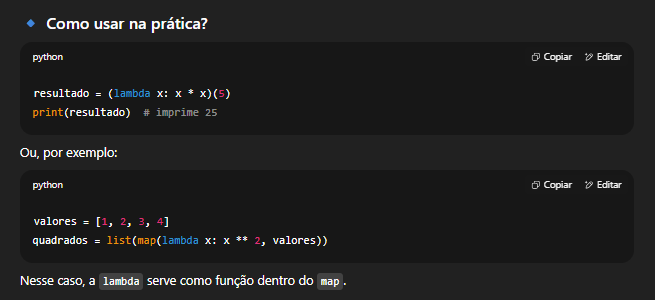 Como usar na prática?
python Copiar Editar
resultado = (lambda x: x * x)(5)
print(resultado)  # imprime 25
Ou, por exemplo:
python Copiar Editar
valores = [1, 2, 3, 4]
quadrados = list(map(lambda x: x ** 2, valores))
Nesse caso, a lambda serve como função dentro do map.